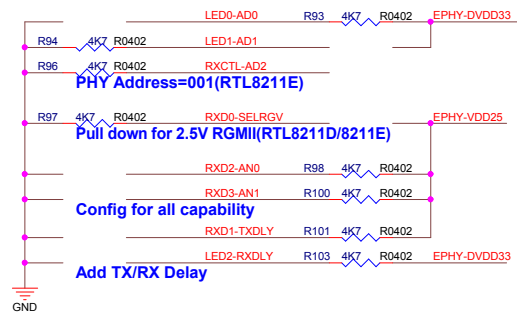 LED0-AD0 R93 4K7 R0402 EPHY-DVDD33
R94 4K7 R0402 LED1-AD1
R96 4K7 R0402 RXCTL-AD2
PHY Address=001(RTL8211E)
R97 4K7 R0402 RXD0-SELRGV EPHY-VDD25
Pull down for 2.5V RGMII(RTL8211D/8211E)
RXD2-AN0 R98 4K7 R0402
RXD3-AN1 R100 4K7 R0402
Config for all capability
RXD1-TXDLY R101 4K7 R0402
LED2-RXDLY R103 4K7 R0402 EPHY-DVDD33
Add TX/RX Delay
GND